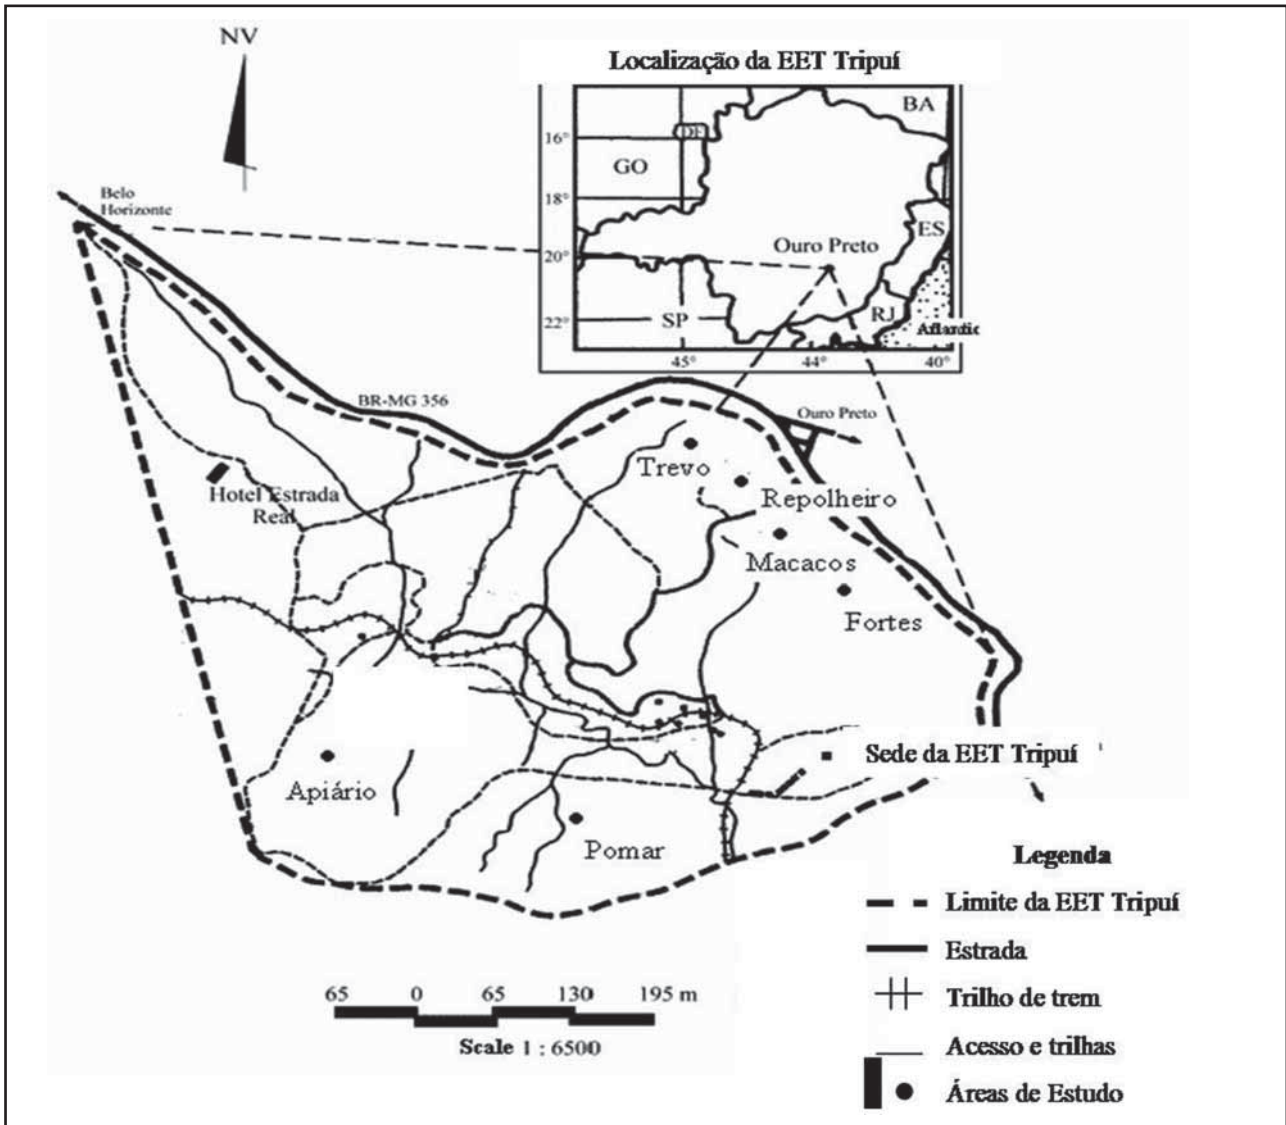 NV
Localização da EET Tripuí
BA
DF
16°
GO
18°
ES
20°
Ouro Preto
22°
SP
RJ
Atlantic
45°
44°
40°
Belo
Horizonte
BR-MG 356
Ouro Preto
Trevo
Hotel Estrada
Real
Repolheiro
Macacos
Fortes
Sede da EET Tripuí
Apiário
Pomar
Legenda
Limite da EET Tripuí
Estrada
Trilho de trem
Acesso e trilhas
Áreas de Estudo
65 0 65 130 195 m
Scale 1 : 6500